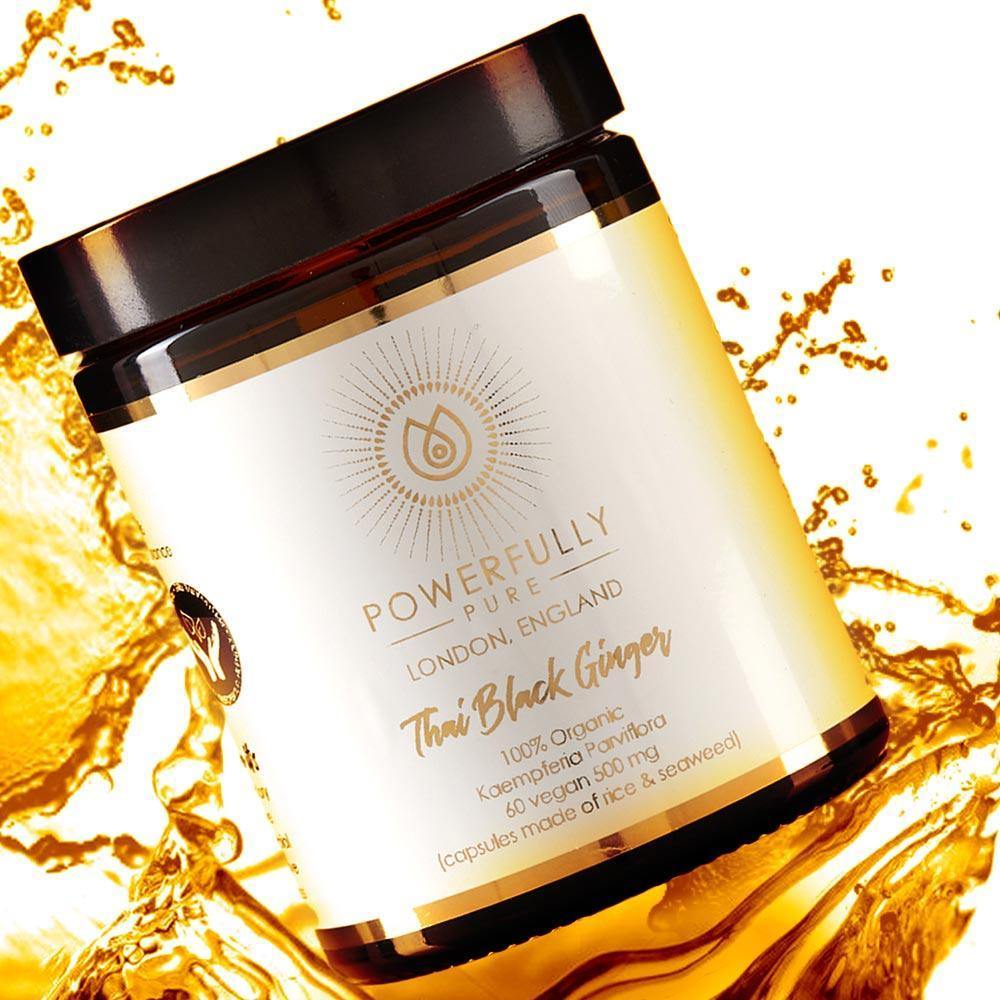 POWERFULLY
PURE
LONDON, ENGLAND
Thai Black Ginger
100% Organic
Kaempferia Parviflora
60 vegan 500 mg
(capsules made of rice & seaweed)